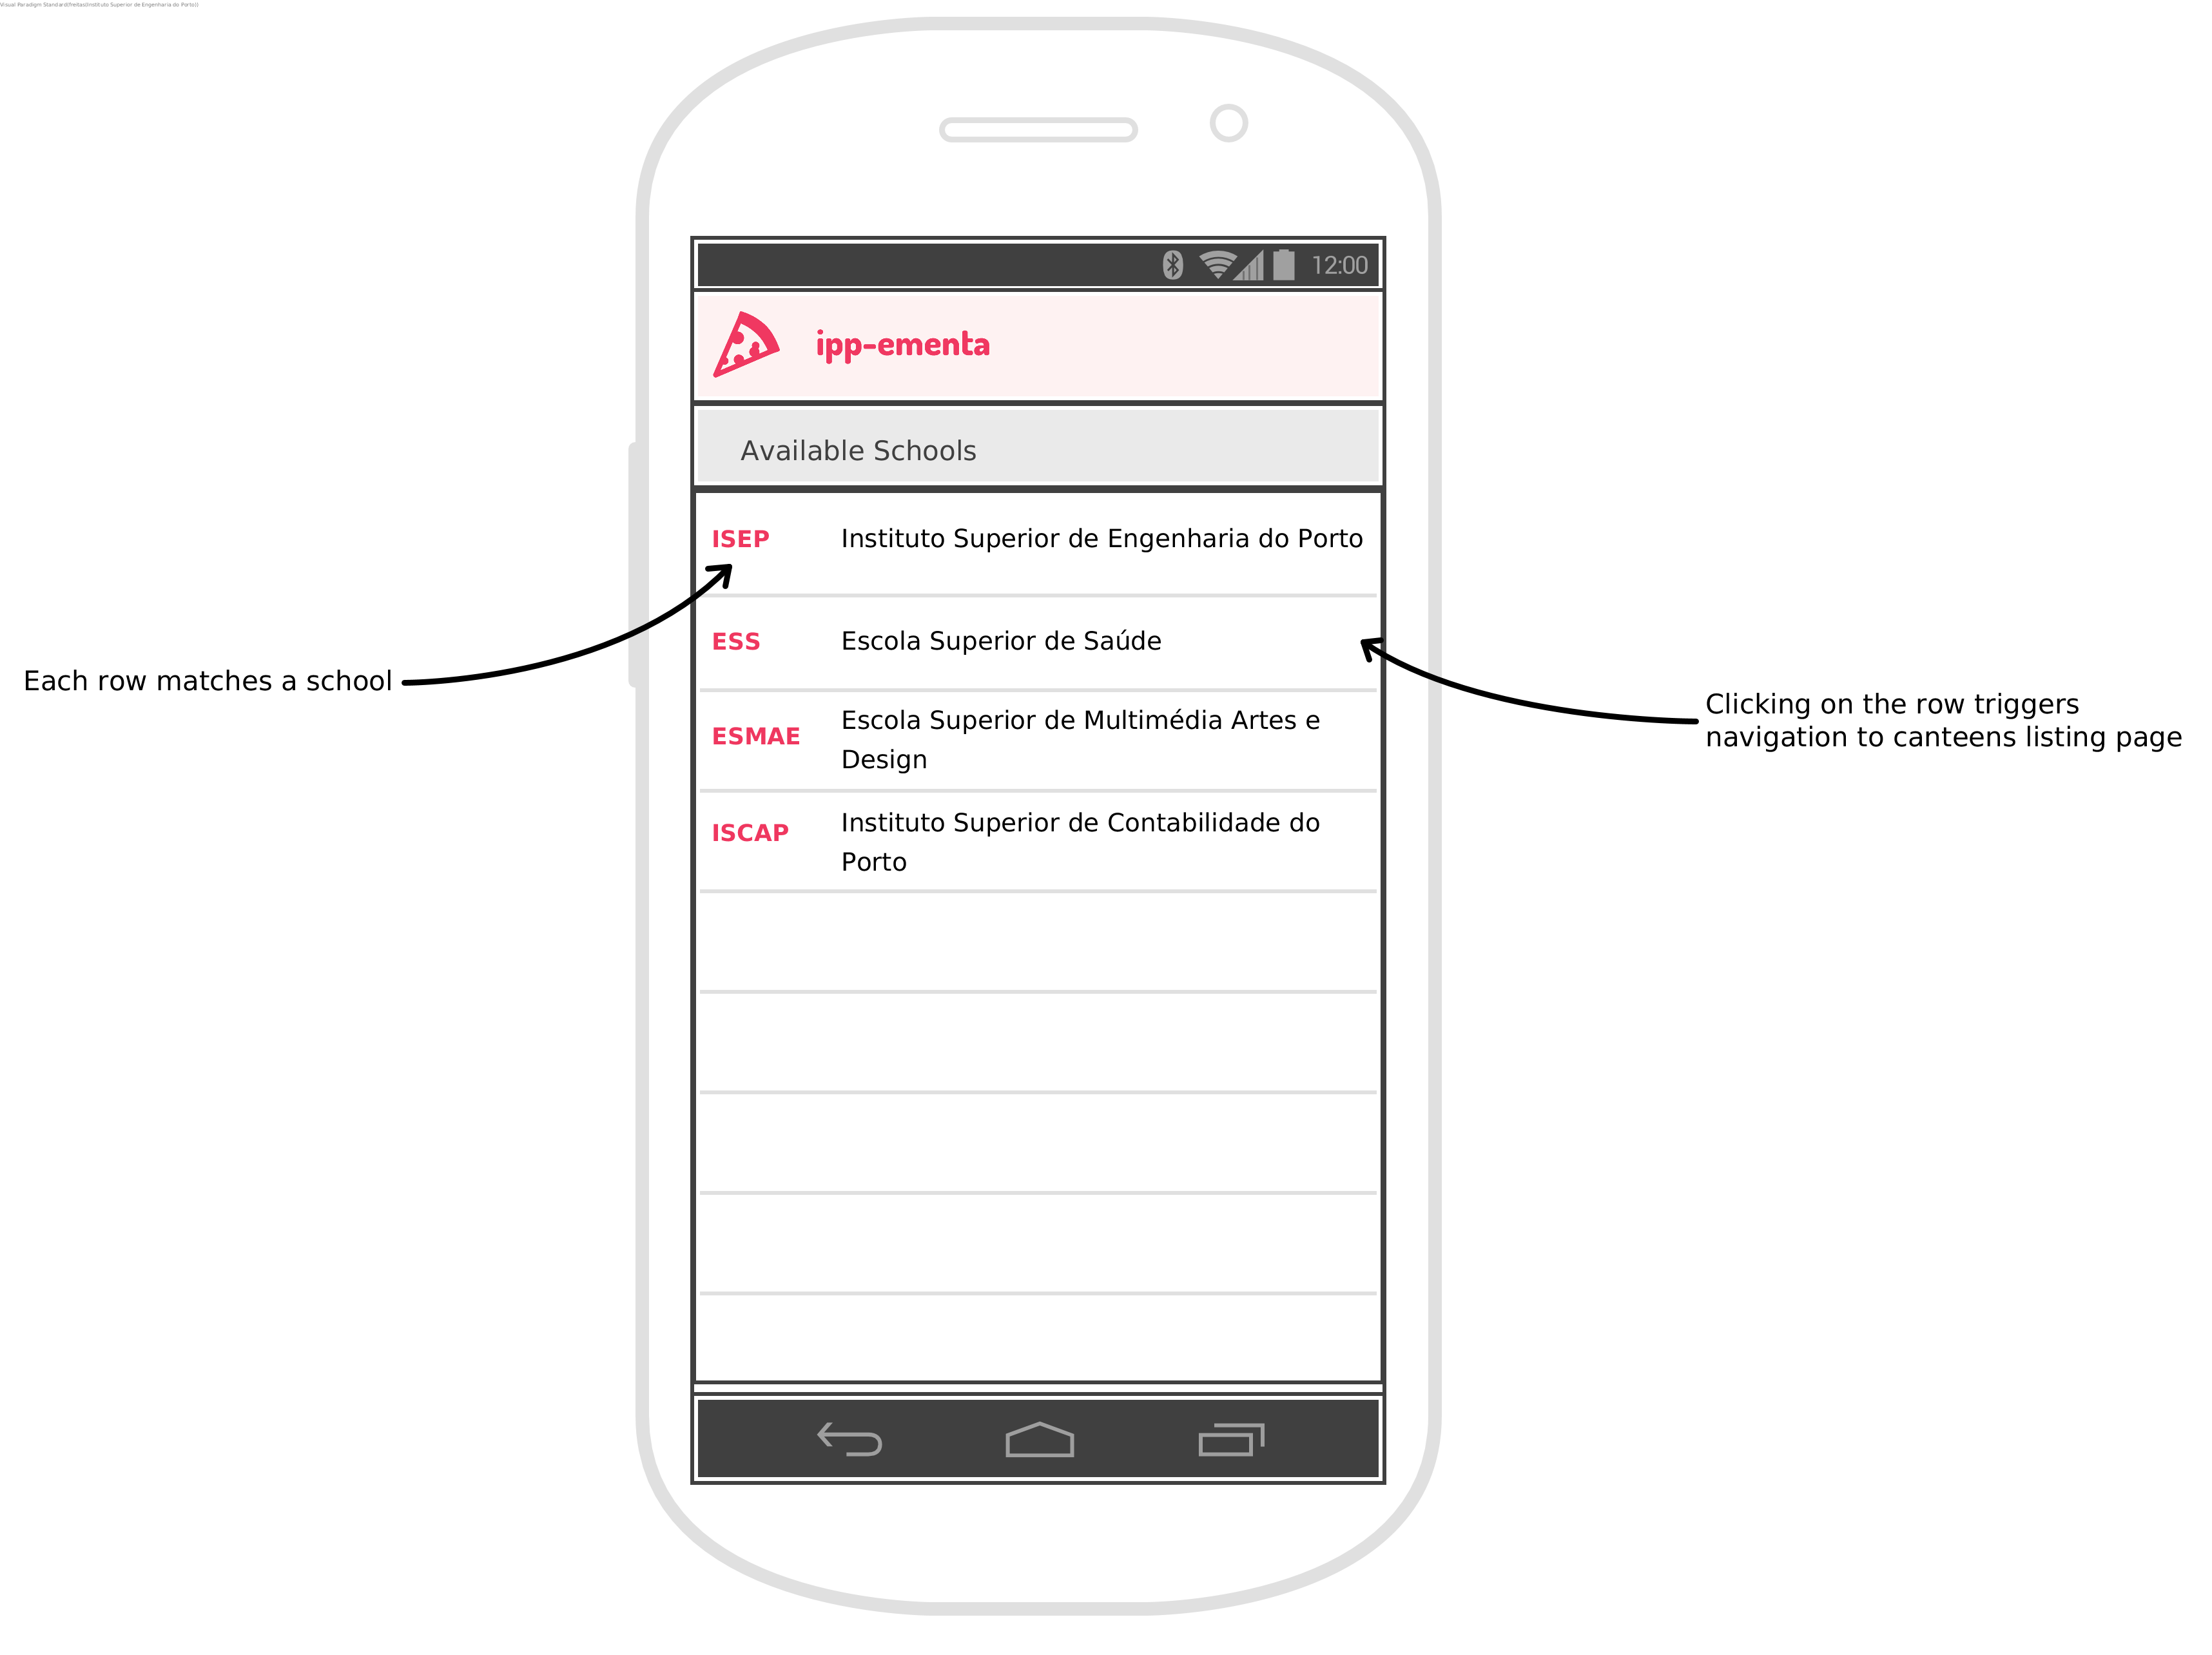 Visual Paradigm Standard(freitas(Instituto Superior de Engenharia do Porto))
12:00
ipp-ementa
Available Schools
ISEP Instituto Superior de Engenharia do Porto
ESS Escola Superior de Saúde
Each row matches a school
Clicking on the row triggers
navigation to canteens listing page
ESMAE Escola Superior de Multimédia Artes e
Design
ISCAP Instituto Superior de Contabilidade do
Porto